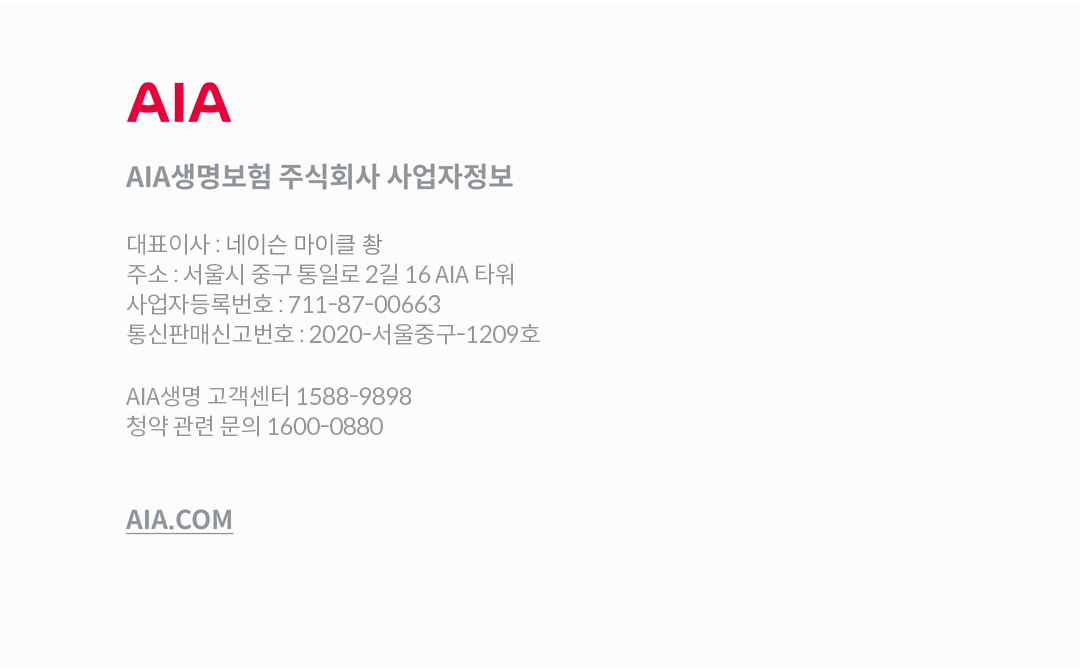 AIA
AIA생명보험 주식회사 사업자정보
대표이사 : 네이슨 마이클 촹
주소 : 서울시 중구 통일로 2길 16 AIA 타워
사업자등록번호 : 711-87-00663
통신판매신고번호 : 2020-서울중구-1209호
AIA생명 고객센터 1588-9898
청약 관련 문의 1600-0880
AIA.COM